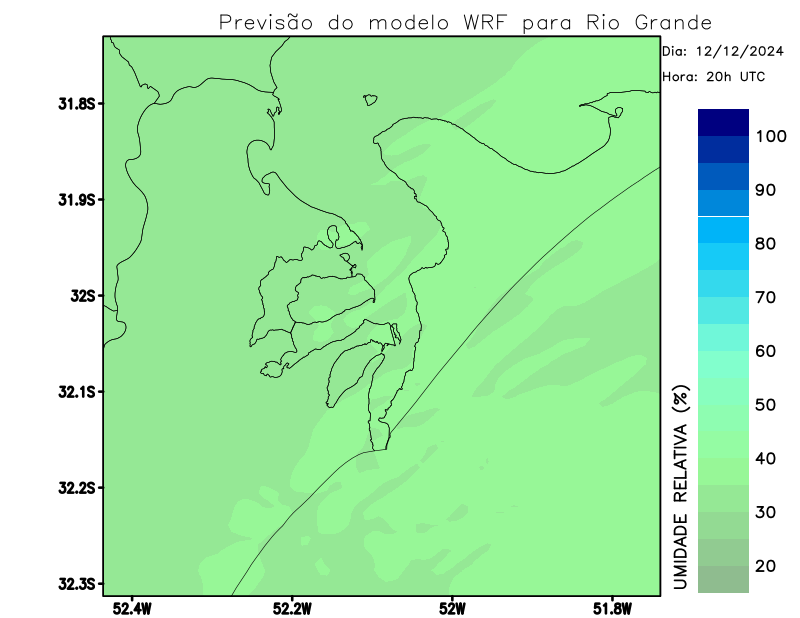 Previsão do modelo WRF para Rio Grande
Dia: 12/12/2024
Hora: 20h UTC
31.8S
31.9S
32S
32.1S
32.2S
32.3S
52.4W
52.2W
52W
51.8W
100
90
80
70
60
50
40
30
20
UMIDADE RELATIVA (%)